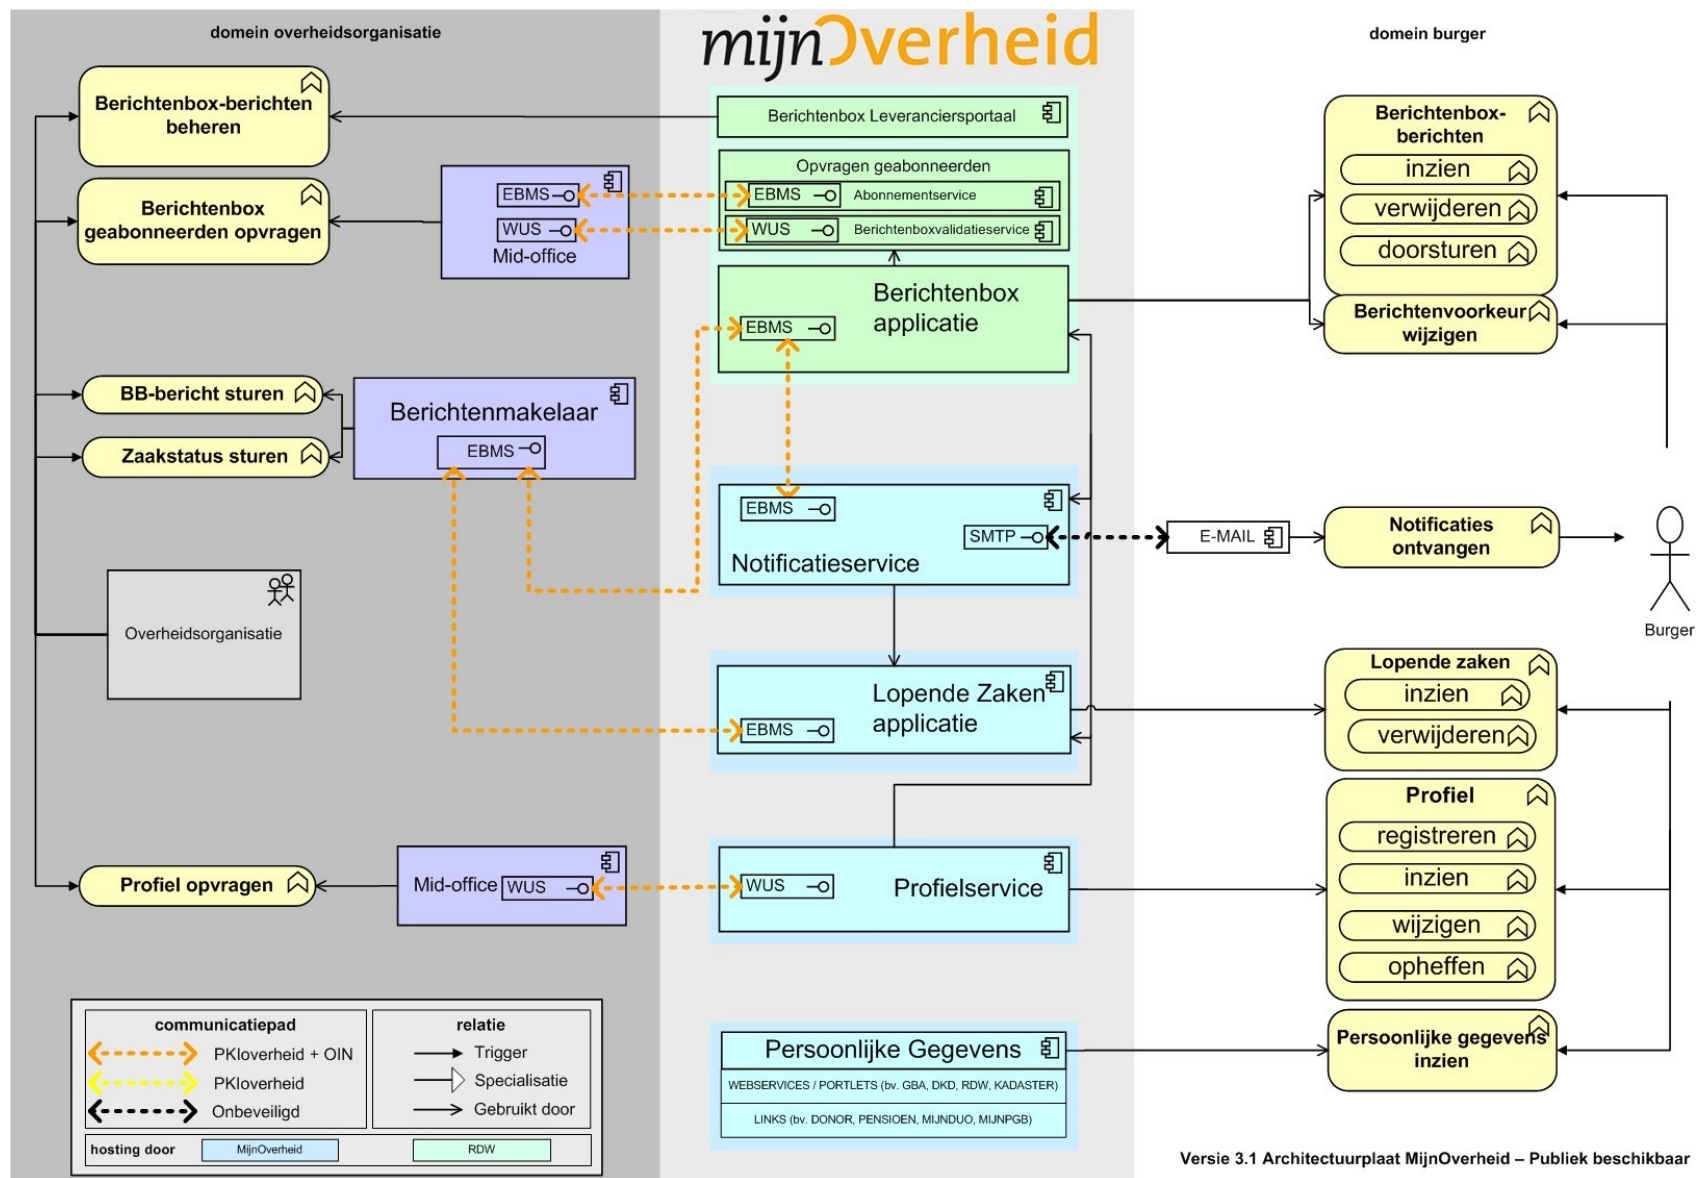 domein overheidsorganisatie
mijnOverheid
domein burger
Berichtenbox-berichten
beheren
Berichtenbox
geabonneerden opvragen
EBMS
WUS
Mid-office
BB-bericht sturen
Zaakstatus sturen
Berichtenmakelaar
EBMS
Overheidsorganisatie
Profiel opvragen
Mid-office
WUS
Berichtenbox Leveranciersportaal
Opvragen geabonneerden
EBMS
Abonnementservice
WUS
Berichtenboxvalidatieservice
Berichtenbox
applicatie
EBMS
EBMS
SMTP
Notificatieservice
E-MAIL
Lopende Zaken
applicatie
EBMS
WUS
Profielservice
Persoonlijke Gegevens
WEBSERVICES / PORTLETS (bv. GBA, DKD, RDW, KADASTER)
LINKS (bv. DONOR, PENSIOEN, MIJNDUO, MIJNPGB)
Berichtenbox-
berichten
inzien
verwijderen
doorsturen
Berichtenvoorkeur
wijzigen
Notificaties
ontvangen
Burger
Lopende zaken
inzien
verwijderen
Profiel
registreren
inzien
wijzigen
opheffen
Persoonlijke gegevens
inzien
communicatiepad
PKIoverheid + OIN
PKIoverheid
Onbeveiligd
relatie
Trigger
Specialisatie
Gebruikt door
hosting door
MijnOverheid
RDW
Versie 3.1 Architectuurplaat MijnOverheid – Publiek beschikbaar